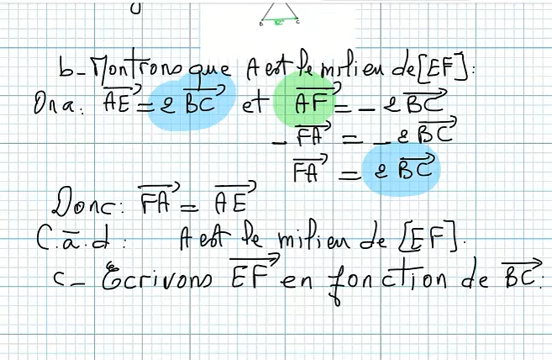 b- Montrons que A est le milieu de [EF]:
On a: AE = 2 BC et AF = - 2 BC
- FA = - 2 BC
FA = 2 BC
Donc: FA = AE
C.à.d: A est le milieu de [EF].
c- Ecrivons EF en fonction de BC: